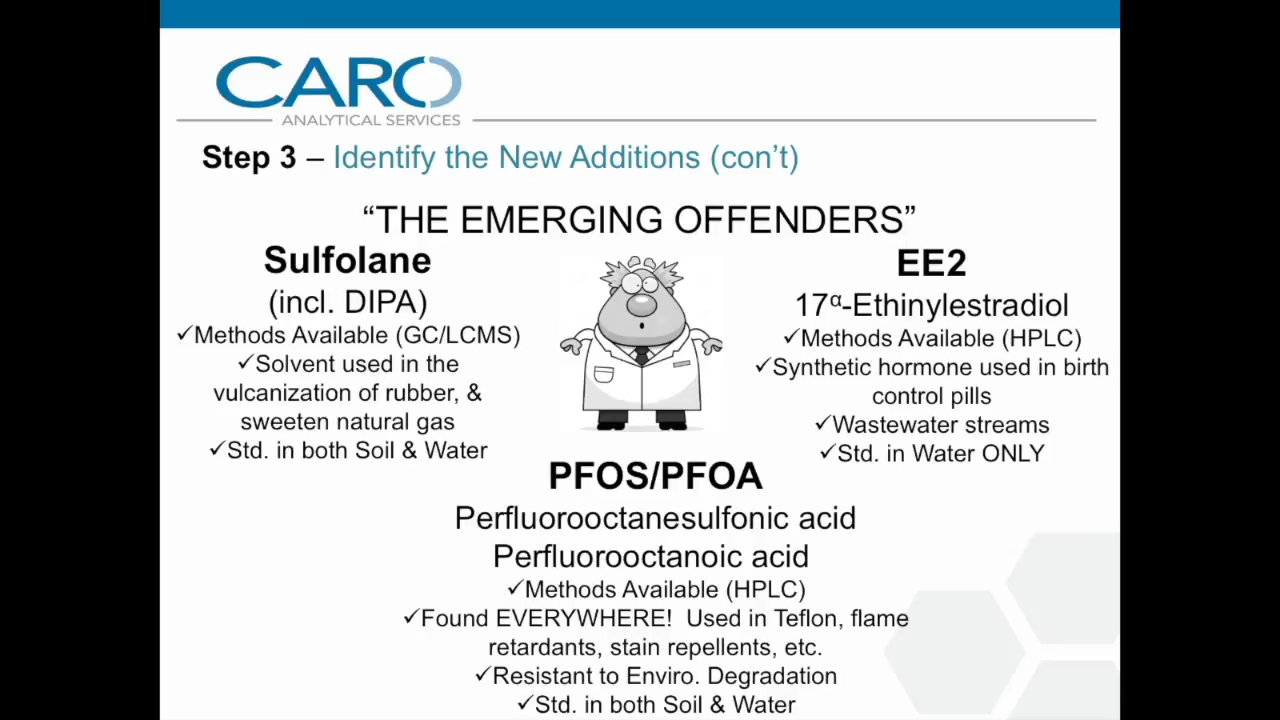 CARO
ANALYTICAL SERVICES
Step 3 – Identify the New Additions (con’t)
“THE EMERGING OFFENDERS”
Sulfolane
(incl. DIPA)
✓Methods Available (GC/LCMS)
✓Solvent used in the
vulcanization of rubber, &
sweeten natural gas
✓Std. in both Soil & Water
EE2
17α-Ethinylestradiol
✓Methods Available (HPLC)
✓Synthetic hormone used in birth
control pills
✓Wastewater streams
✓Std. in Water ONLY
PFOS/PFOA
Perfluorooctanesulfonic acid
Perfluorooctanoic acid
✓Methods Available (HPLC)
✓Found EVERYWHERE!  Used in Teflon, flame
retardants, stain repellents, etc.
✓Resistant to Enviro. Degradation
✓Std. in both Soil & Water